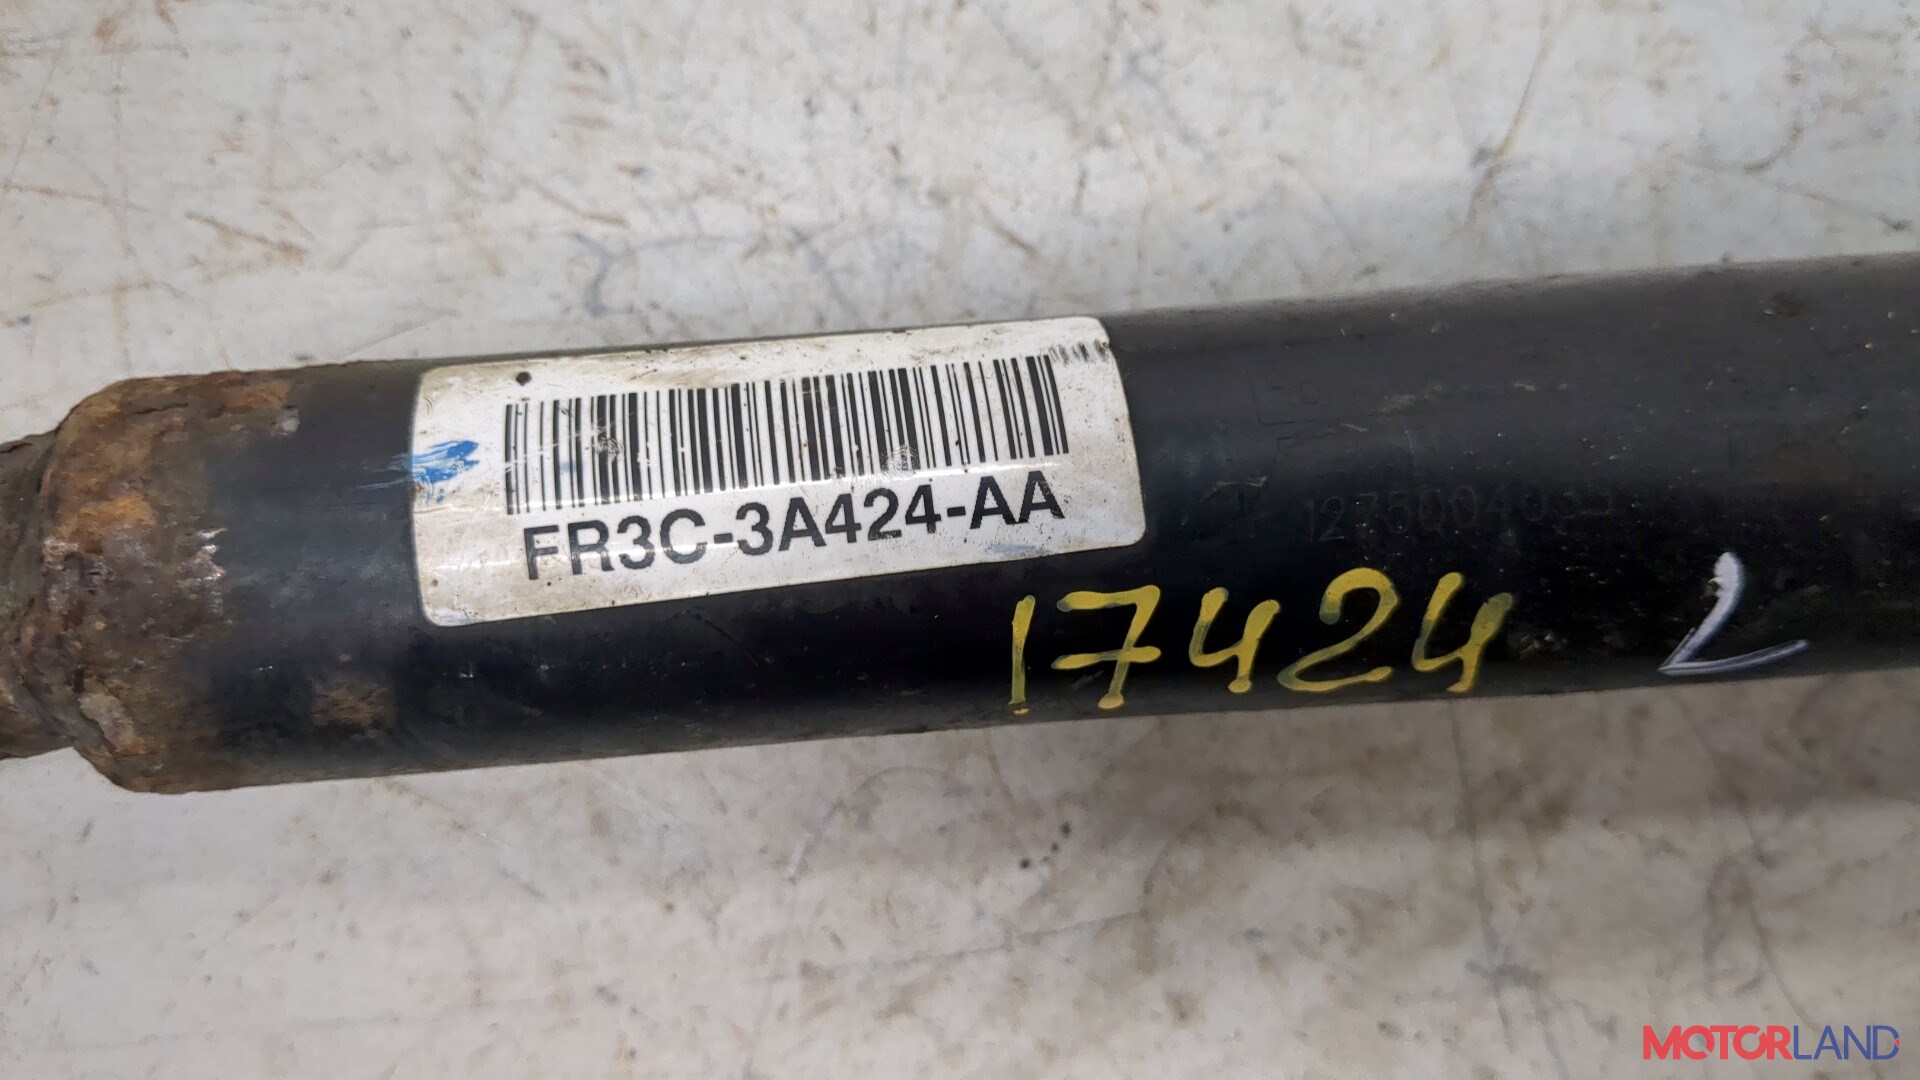 FR3C-3A424-AA
17424 L
MOTORLAND